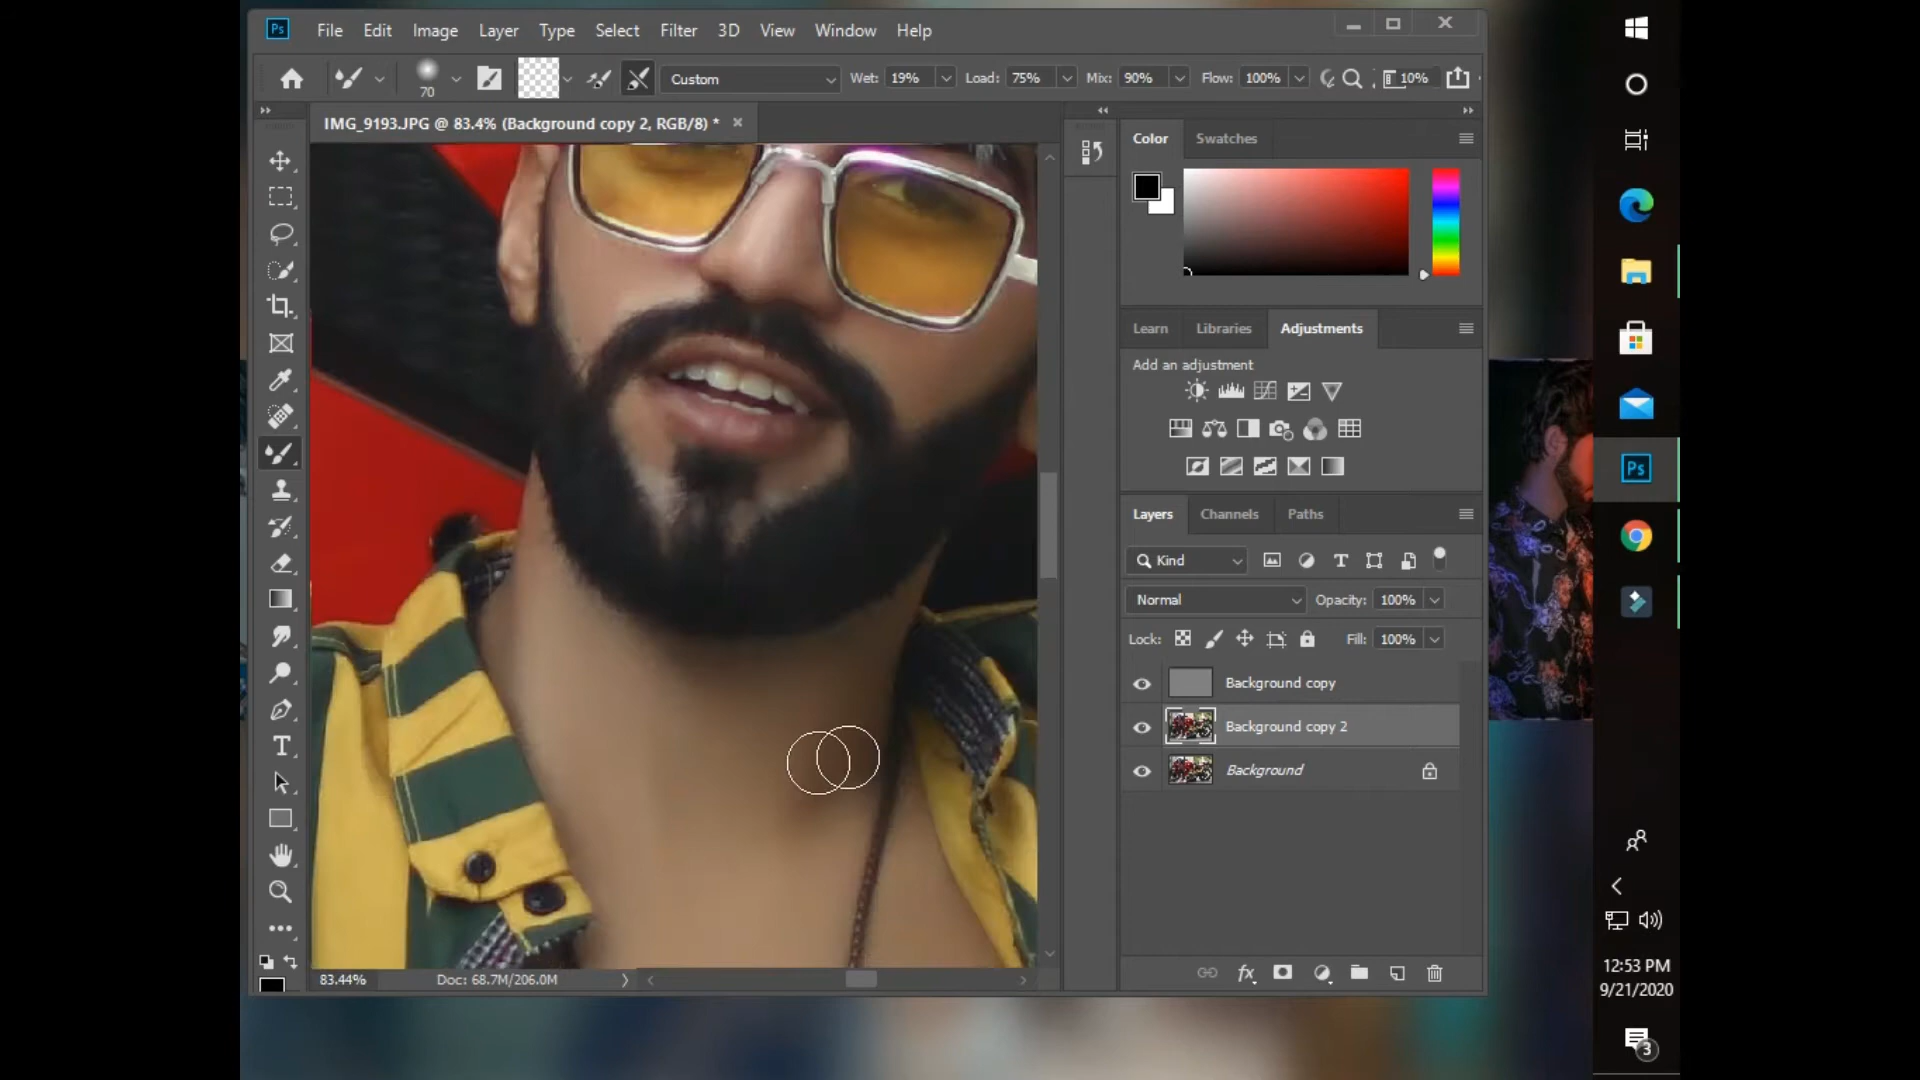 Ps File Edit Image Layer Type Select Filter 3D View Window Help
70 Custom Wet: 19% Load: 75% Mix: 90% Flow: 100% 10%
IMG_9193.JPG @ 83.4% (Background copy 2, RGB/8) *
Color Swatches
Learn Libraries Adjustments
Add an adjustment
Layers Channels Paths
Kind
Normal Opacity: 100%
Lock: Fill: 100%
Background copy
Background copy 2
Background
83.44% Doc: 68.7M/206.0M
Ps
12:53 PM
9/21/2020
3